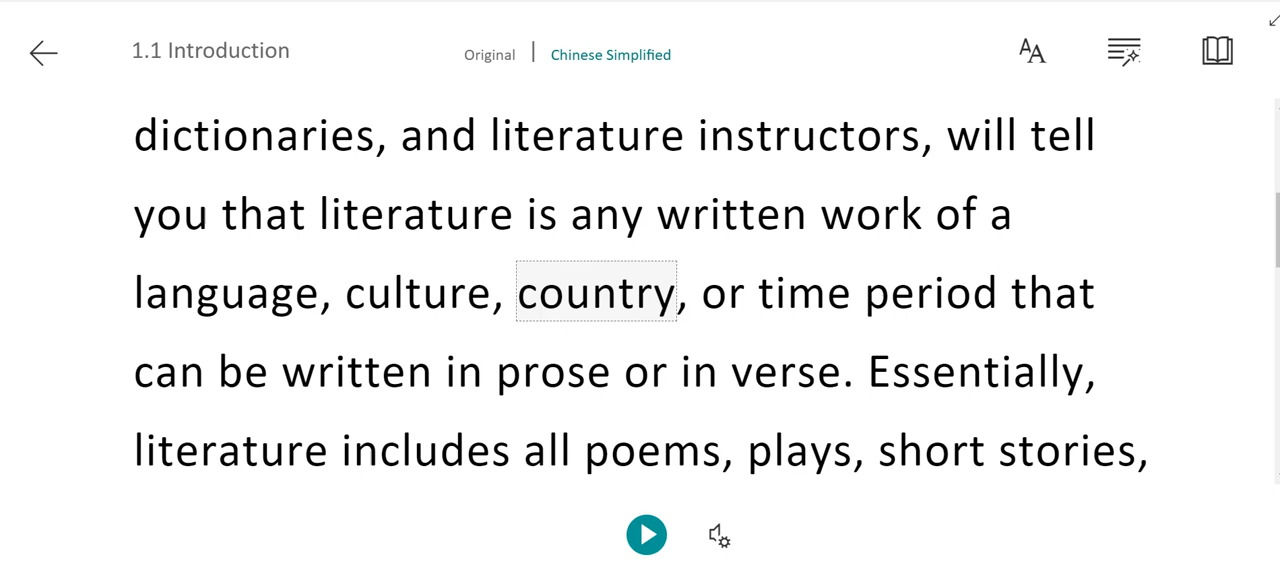 1.1 Introduction
Original | Chinese Simplified
AA
dictionaries, and literature instructors, will tell
you that literature is any written work of a
language, culture, country, or time period that
can be written in prose or in verse. Essentially,
literature includes all poems, plays, short stories,